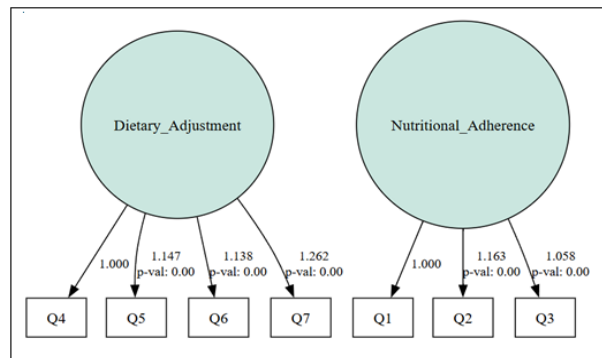 Dietary_Adjustment
Nutritional_Adherence
1.000
1.147
p-val: 0.00
1.138
p-val: 0.00
1.262
p-val: 0.00
1.000
1.163
p-val: 0.00
1.058
p-val: 0.00
Q4
Q5
Q6
Q7
Q1
Q2
Q3